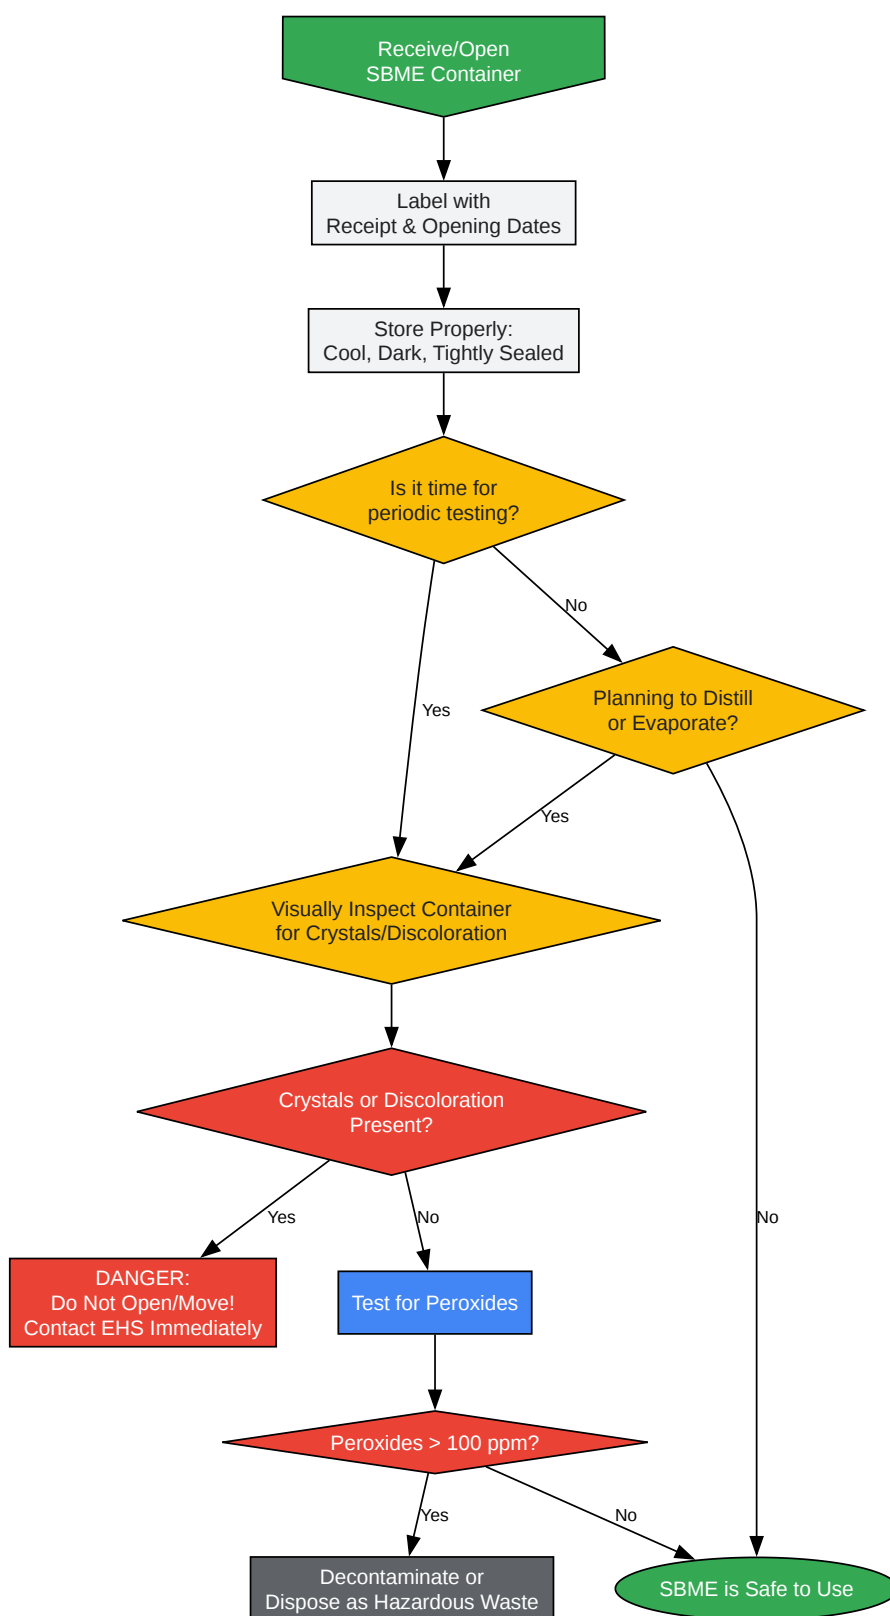 Receive/Open
SBME Container
Label with
Receipt & Opening Dates
Store Properly:
Cool, Dark, Tightly Sealed
Is it time for
periodic testing?
No
Planning to Distill
or Evaporate?
Yes
Yes
Visually Inspect Container
for Crystals/Discoloration
Crystals or Discoloration
Present?
Yes
No
No
DANGER:
Do Not Open/Move!
Contact EHS Immediately
Test for Peroxides
Peroxides > 100 ppm?
Yes
No
Decontaminate or
Dispose as Hazardous Waste
SBME is Safe to Use